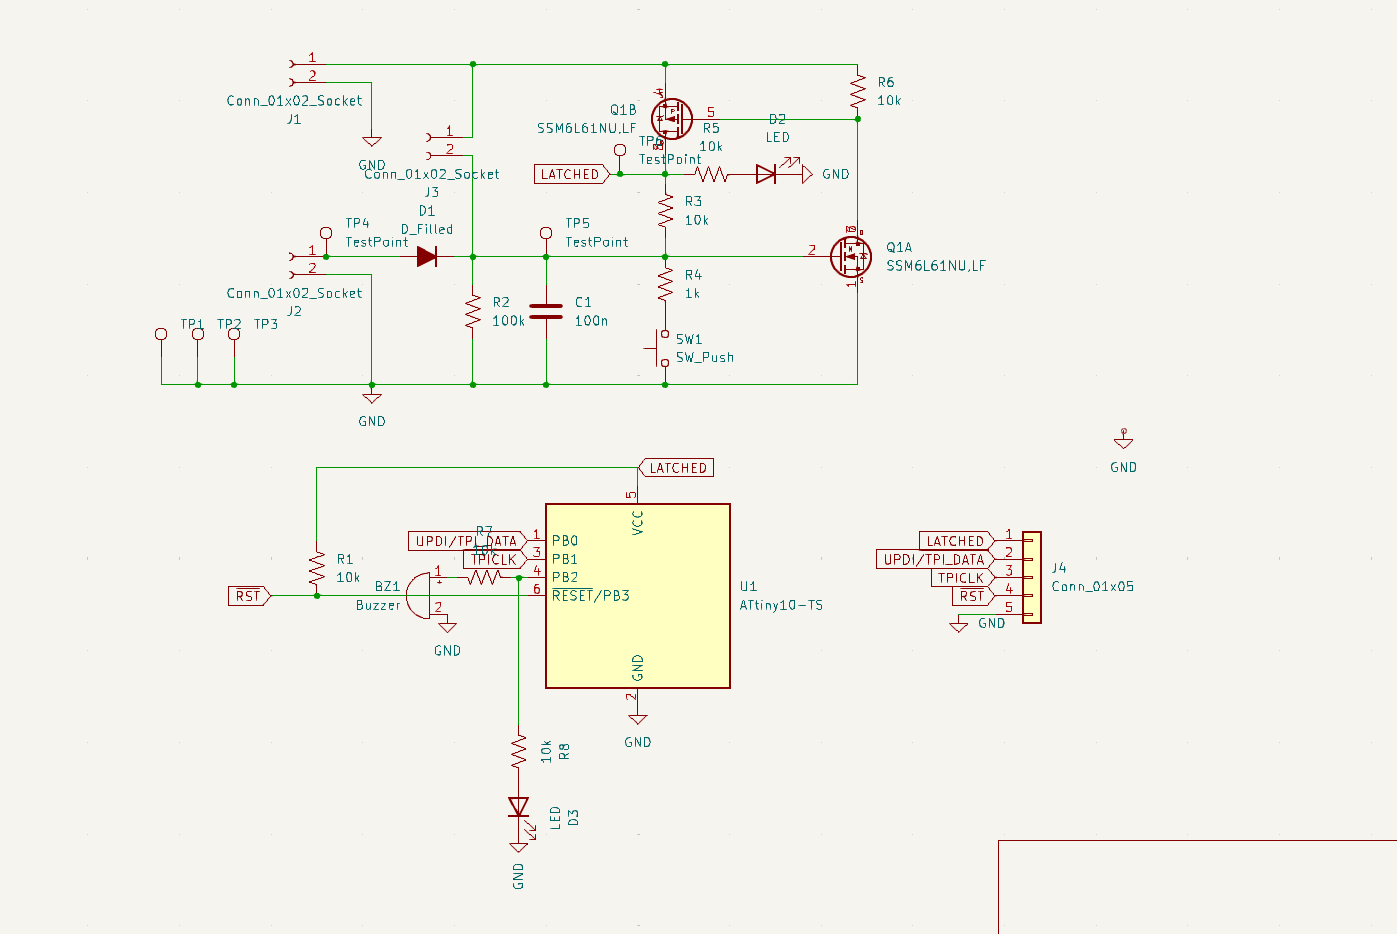 1
2
Conn_01x02_Socket
J1
GND
1
2
Conn_01x02_Socket
J3
Q1B
SSM6L61NU,LF
5
R5
10k
D2
LED
R6
10k
TestPoint
LATCHED
GND
R3
10k
TP4
TestPoint
D1
D_Filled
TP5
TestPoint
1
2
Conn_01x02_Socket
J2
2
1
Q1A
SSM6L61NU,LF
R4
1k
R2
100k
C1
100n
SW1
SW_Push
TP1
TP2
TP3
GND
GND
LATCHED
5
VCC
R7
10k
UPDI/TPI_DATA
1
PB0
TPICLK
3
PB1
4
PB2
6
RESET/PB3
R1
10k
RST
BZ1
Buzzer
1
+
2
GND
U1
ATtiny10-TS
GND
2
GND
10k
R8
LED
D3
GND
LATCHED
1
UPDI/TPI_DATA
2
TPICLK
3
RST
4
5
GND
J4
Conn_01x05